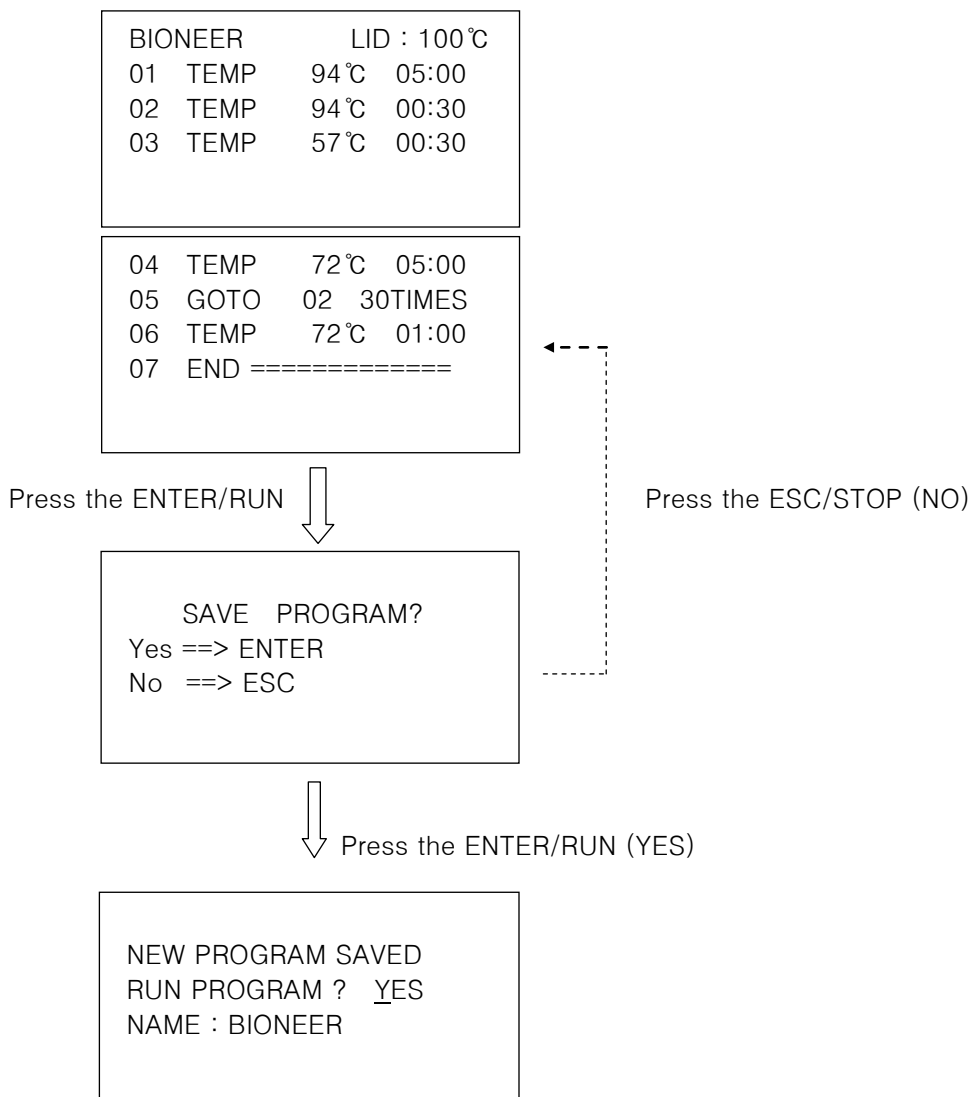 BIONEER LID : 100℃
01 TEMP 94℃ 05:00
02 TEMP 94℃ 00:30
03 TEMP 57℃ 00:30
04 TEMP 72℃ 05:00
05 GOTO 02 30TIMES
06 TEMP 72℃ 01:00
07 END =============
Press the ENTER/RUN
Press the ESC/STOP (NO)
SAVE PROGRAM?
Yes ==> ENTER
No ==> ESC
Press the ENTER/RUN (YES)
NEW PROGRAM SAVED
RUN PROGRAM ? YES
NAME : BIONEER